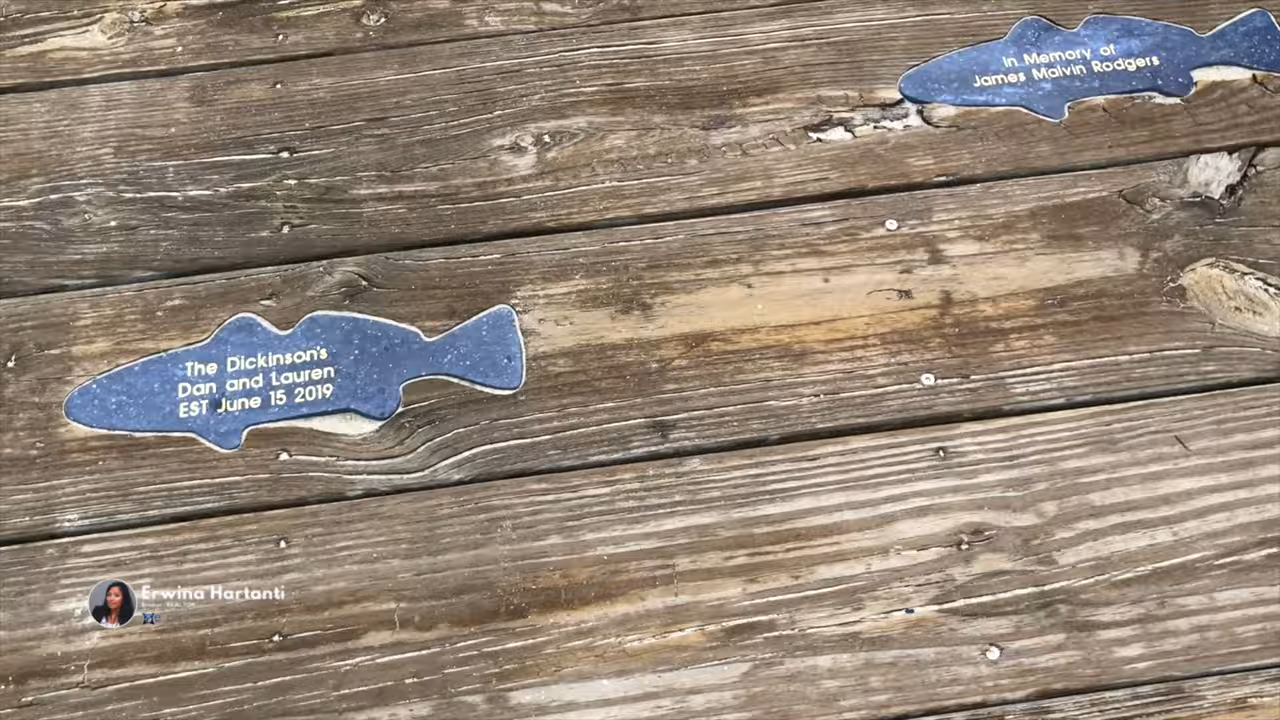 In Memory of
James Malvin Rodgers
The Dickinson's
Dan and Lauren
EST June 15 2019
Erwina Hartanti